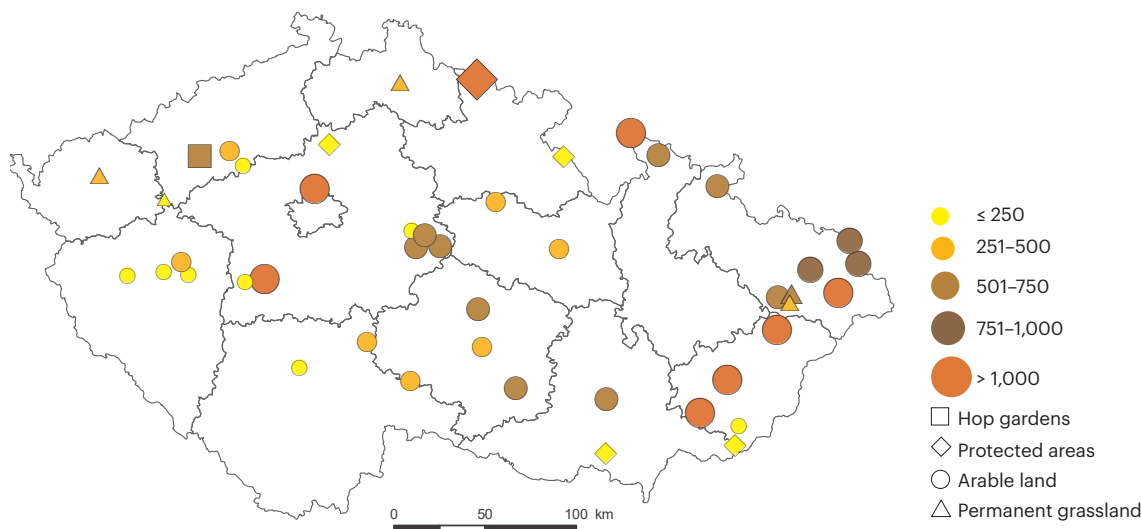 ≤ 250
251–500
501–750
751–1,000
> 1,000
Hop gardens
Protected areas
Arable land
Permanent grassland
0 50 100 km